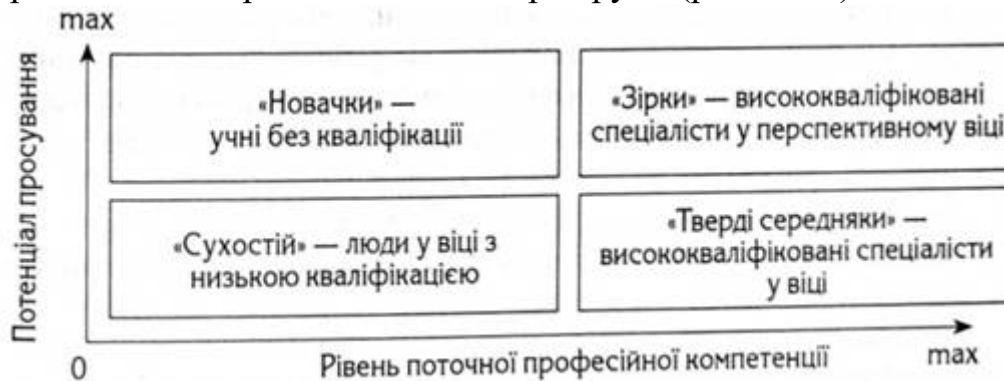 max
Потенціал просування
«Новачки» —
учні без кваліфікації
«Зірки» — висококваліфіковані
спеціалісти у перспективному віці
«Сухостій» — люди у віці з
низькою кваліфікацією
«Тверді середняки» —
висококваліфіковані спеціалісти
у віці
0
Рівень поточної професійної компетенції
max